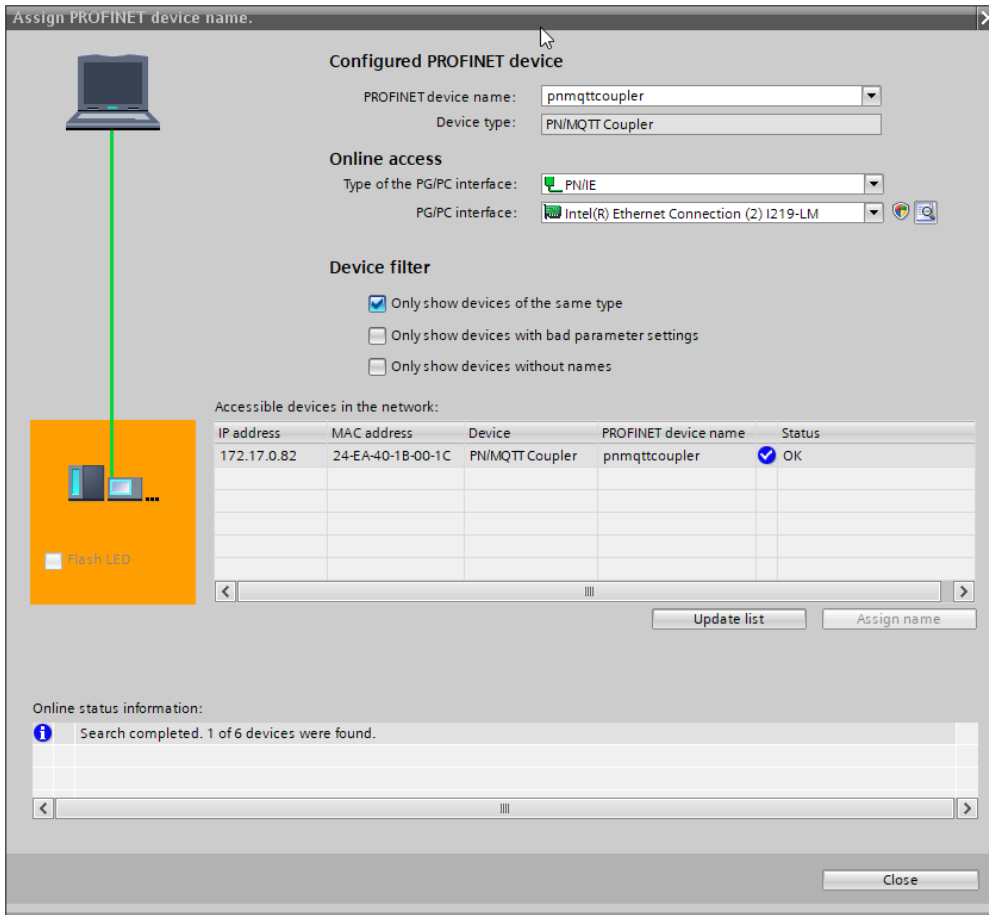 Assign PROFINET device name.
Configured PROFINET device
PROFINET device name: pnmqttcoupler
Device type: PN/MQTT Coupler
Online access
Type of the PG/PC interface: PN/IE
PG/PC interface: Intel(R) Ethernet Connection (2) I219-LM
Device filter
Only show devices of the same type
Only show devices with bad parameter settings
Only show devices without names
Accessible devices in the network:
IP address MAC address Device PROFINET device name Status
172.17.0.82 24-EA-40-1B-00-1C PN/MQTT Coupler pnmqttcoupler OK
Flash LED
Update list Assign name
Online status information:
Search completed. 1 of 6 devices were found.
Close